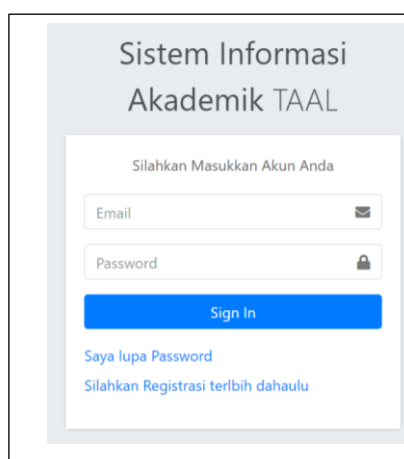 Sistem Informasi
Akademik TAAL
Silahkan Masukkan Akun Anda
Email
Password
Sign In
Saya lupa Password
Silahkan Registrasi terlbih dahaulu